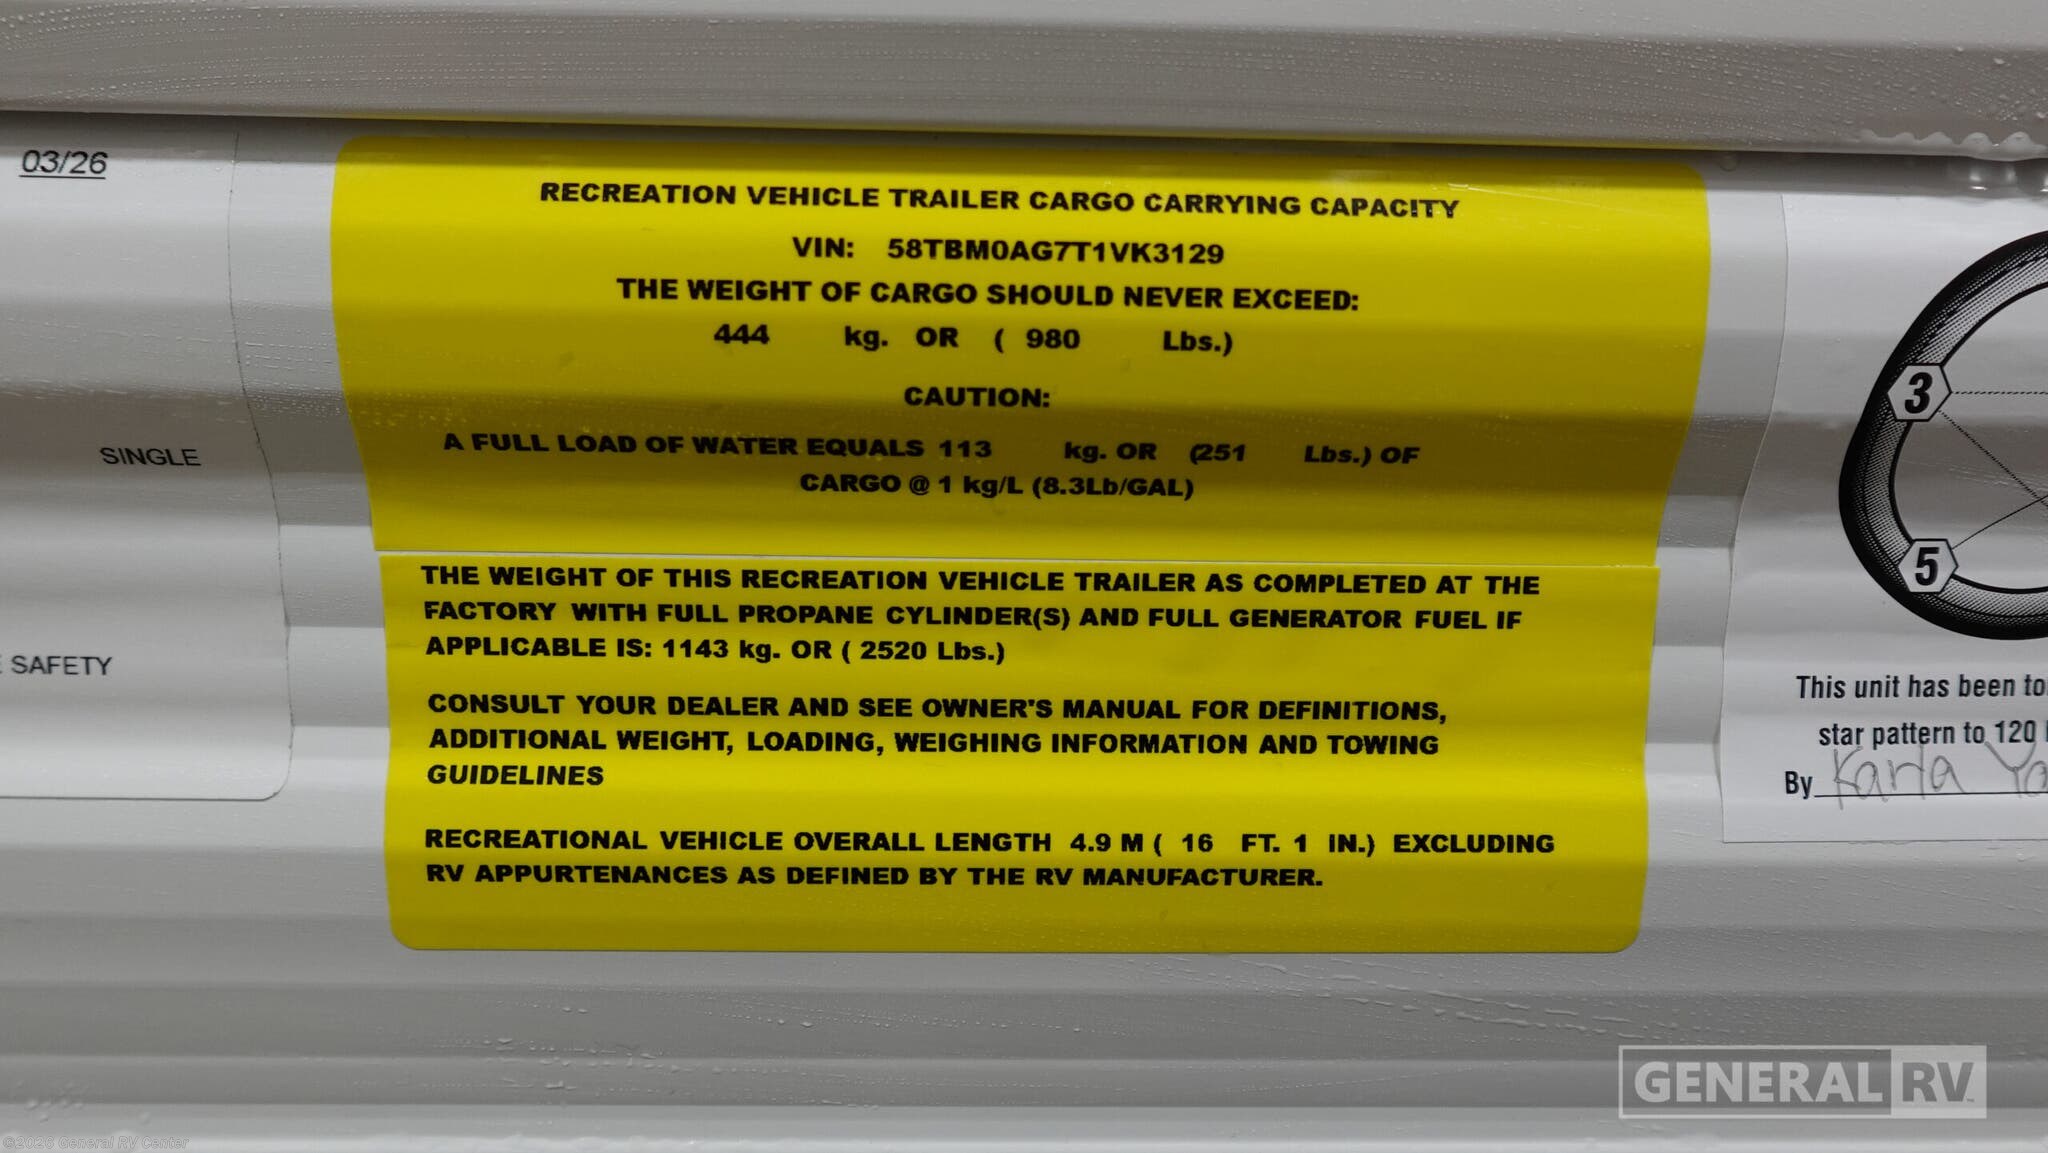 03/26
SINGLE
SAFETY
RECREATION VEHICLE TRAILER CARGO CARRYING CAPACITY
VIN: 58TBM0AG7T1VK3129
THE WEIGHT OF CARGO SHOULD NEVER EXCEED:
444 kg. OR ( 980 Lbs.)
CAUTION:
A FULL LOAD OF WATER EQUALS 113 kg. OR (251 Lbs.) OF
CARGO @ 1 kg/L (8.3Lb/GAL)
THE WEIGHT OF THIS RECREATION VEHICLE TRAILER AS COMPLETED AT THE
FACTORY WITH FULL PROPANE CYLINDER(S) AND FULL GENERATOR FUEL IF
APPLICABLE IS: 1143 kg. OR ( 2520 Lbs.)
CONSULT YOUR DEALER AND SEE OWNER'S MANUAL FOR DEFINITIONS,
ADDITIONAL WEIGHT, LOADING, WEIGHING INFORMATION AND TOWING
GUIDELINES
RECREATIONAL VEHICLE OVERALL LENGTH 4.9 M ( 16 FT. 1 IN.) EXCLUDING
RV APPURTENANCES AS DEFINED BY THE RV MANUFACTURER.
3
5
This unit has been
star pattern to 120
By Karla
GENERAL RV
General RV Center